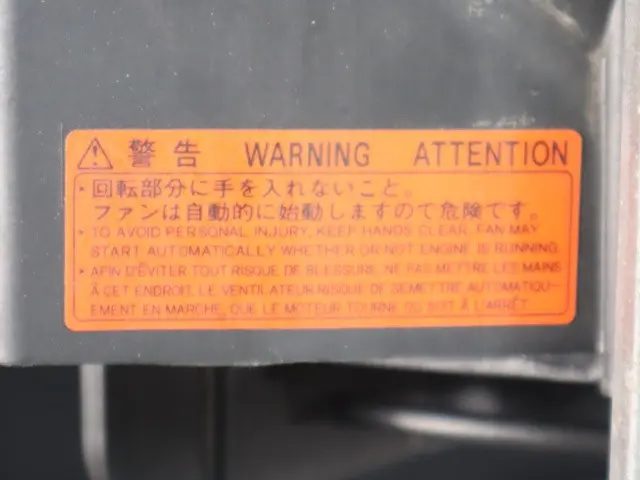 警告 WARNING ATTENTION
・回転部分に手を入れないこと。
ファンは自動的に始動しますので危険です。
・TO AVOID PERSONAL INJURY, KEEP HANDS CLEAR. FAN MAY
START AUTOMATICALLY WHETHER OR NOT ENGINE IS RUNNING.
・AFIN D'ÉVITER TOUT RISQUE DE BLESSURE, NE PAS METTRE LES MAINS
À CET ENDROIT. LE VENTILATEUR RISQUE DE SE METTRE AUTOMATIQU-
EMENT EN MARCHE, QUE LE MOTEUR TOURNE OU SOIT À L'ARRÊT.